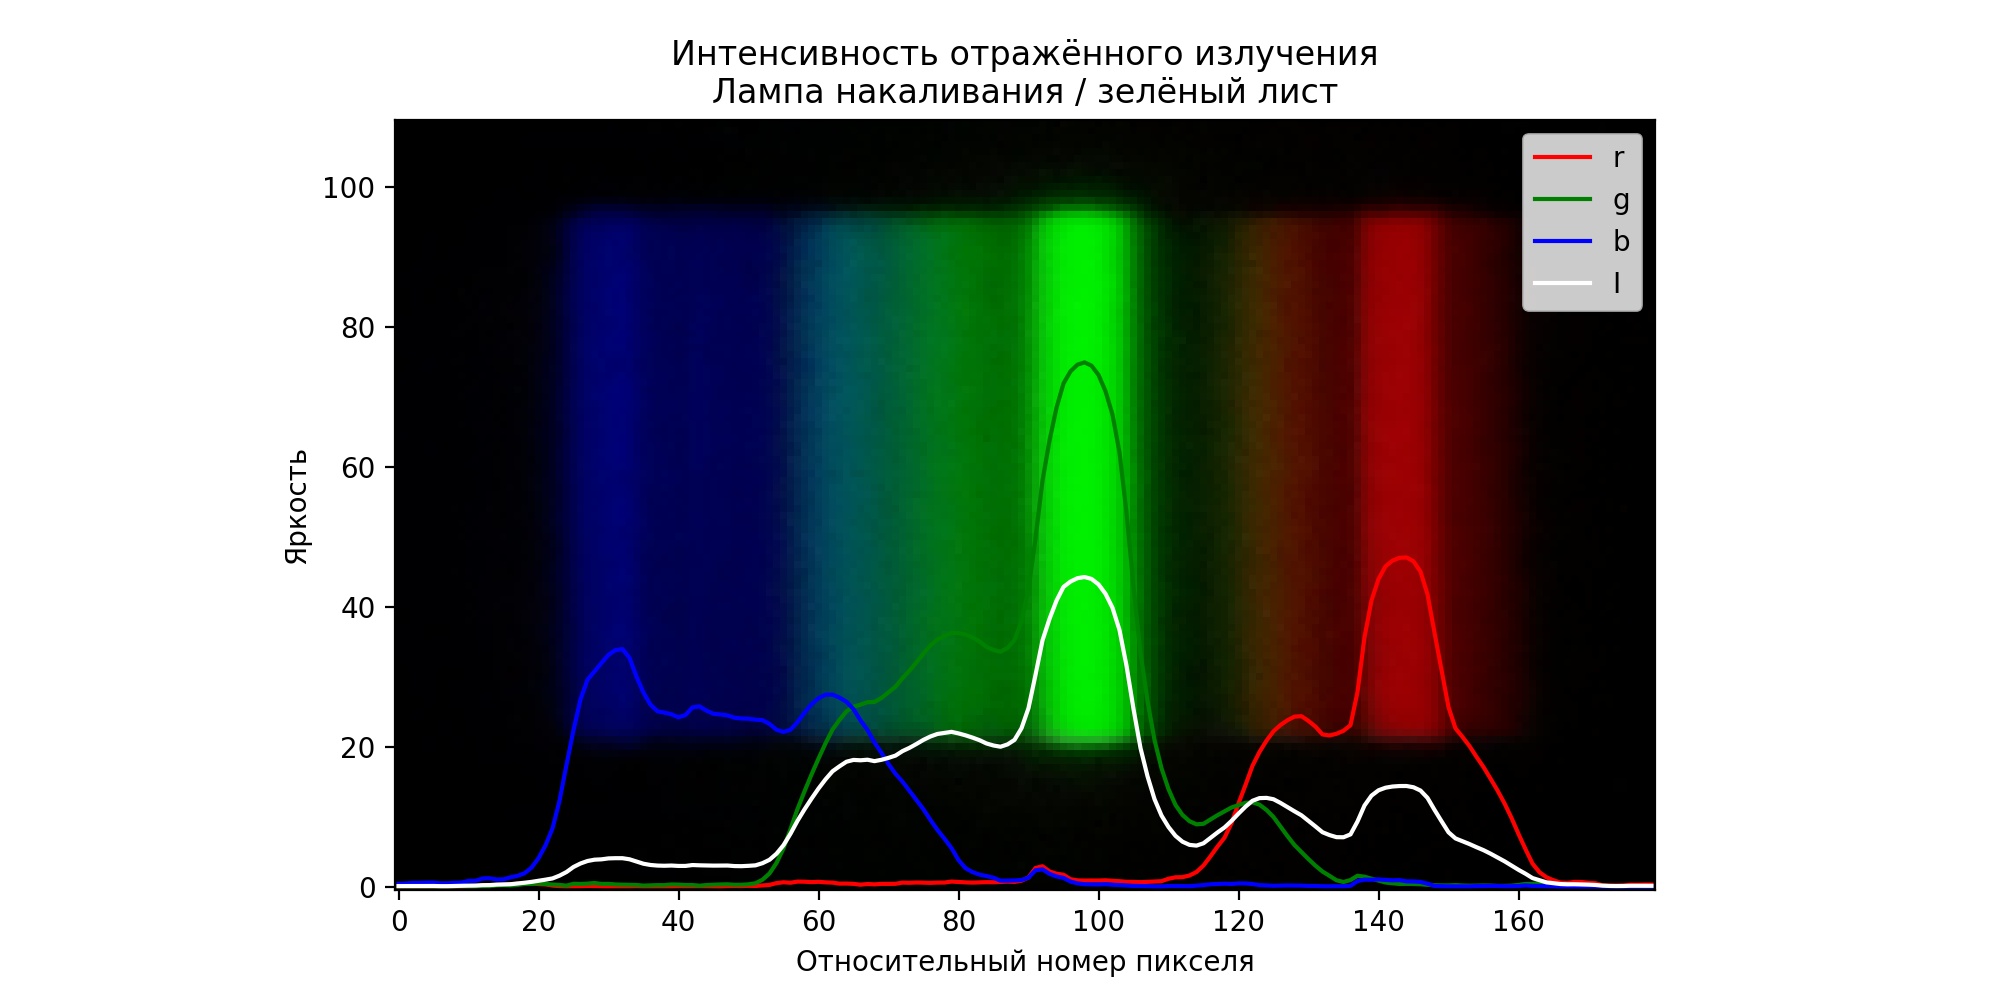 Интенсивность отражённого излучения
Лампа накаливания / зелёный лист
r
g
b
l
100
80
60
40
20
0
Яркость
0 20 40 60 80 100 120 140 160
Относительный номер пикселя